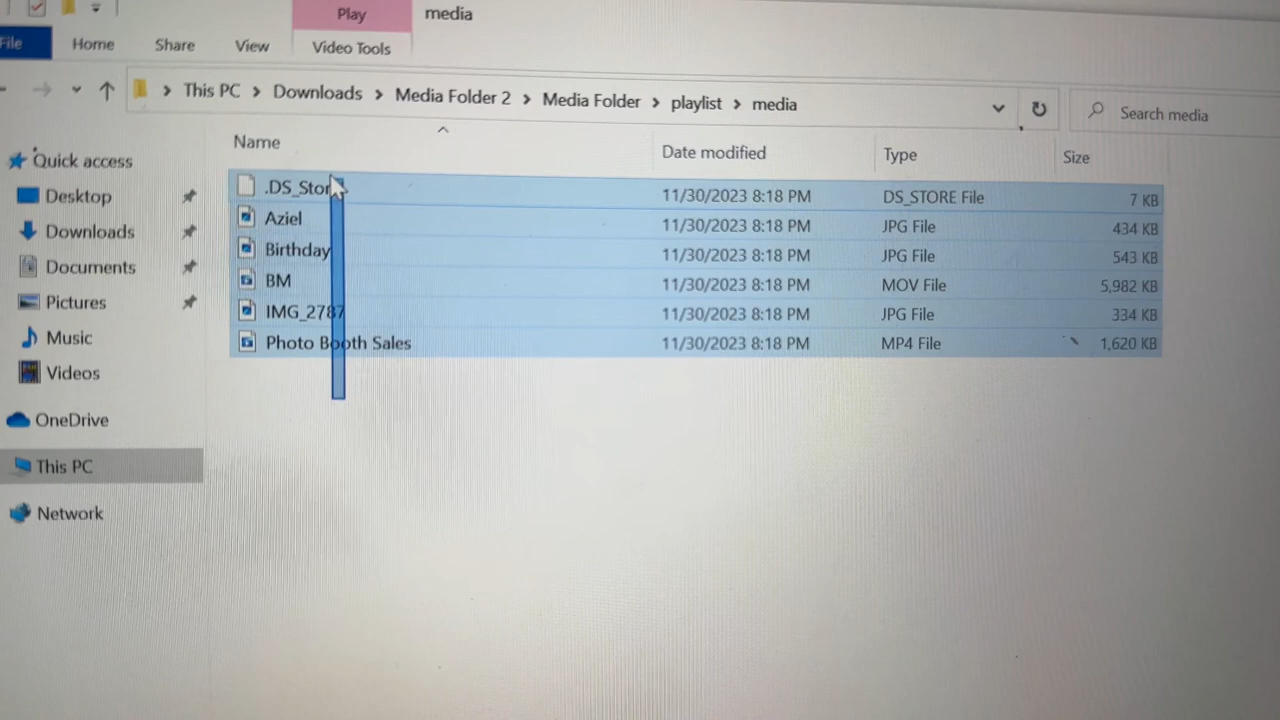 Play media
File Home Share View Video Tools
This PC > Downloads > Media Folder 2 > Media Folder > playlist > media Search media
Name Date modified Type Size
Quick access
Desktop
Downloads
Documents
Pictures
Music
Videos
OneDrive
This PC
Network
.DS_Stor 11/30/2023 8:18 PM DS_STORE File 7 KB
Aziel 11/30/2023 8:18 PM JPG File 434 KB
Birthday 11/30/2023 8:18 PM JPG File 543 KB
BM 11/30/2023 8:18 PM MOV File 5,982 KB
IMG_2787 11/30/2023 8:18 PM JPG File 334 KB
Photo Booth Sales 11/30/2023 8:18 PM MP4 File 1,620 KB